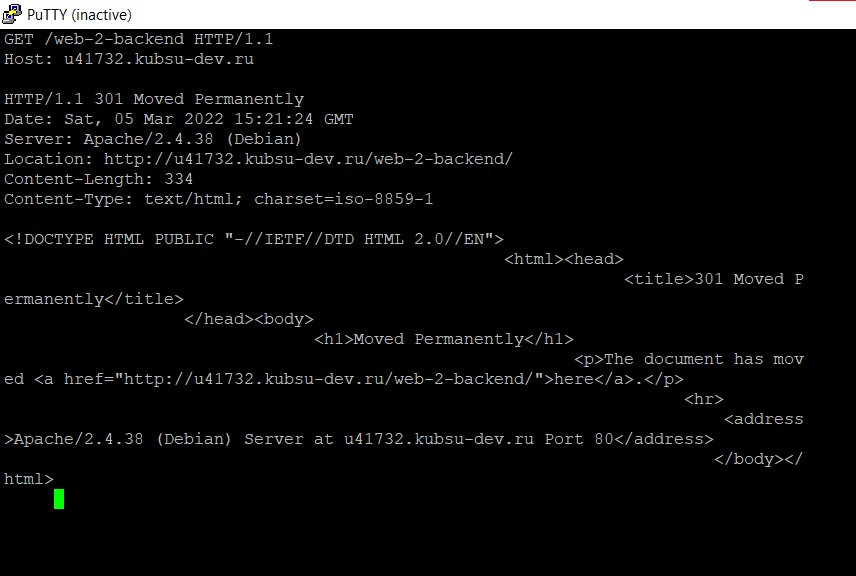 PuTTY (inactive)
GET /web-2-backend HTTP/1.1
Host: u41732.kubsu-dev.ru
HTTP/1.1 301 Moved Permanently
Date: Sat, 05 Mar 2022 15:21:24 GMT
Server: Apache/2.4.38 (Debian)
Location: http://u41732.kubsu-dev.ru/web-2-backend/
Content-Length: 334
Content-Type: text/html; charset=iso-8859-1
<!DOCTYPE HTML PUBLIC "-//IETF//DTD HTML 2.0//EN">
<html><head>
<title>301 Moved P
ermanently</title>
</head><body>
<h1>Moved Permanently</h1>
<p>The document has mov
ed <a href="http://u41732.kubsu-dev.ru/web-2-backend/">here</a>.</p>
<hr>
<address
>Apache/2.4.38 (Debian) Server at u41732.kubsu-dev.ru Port 80</address>
</body></
html>